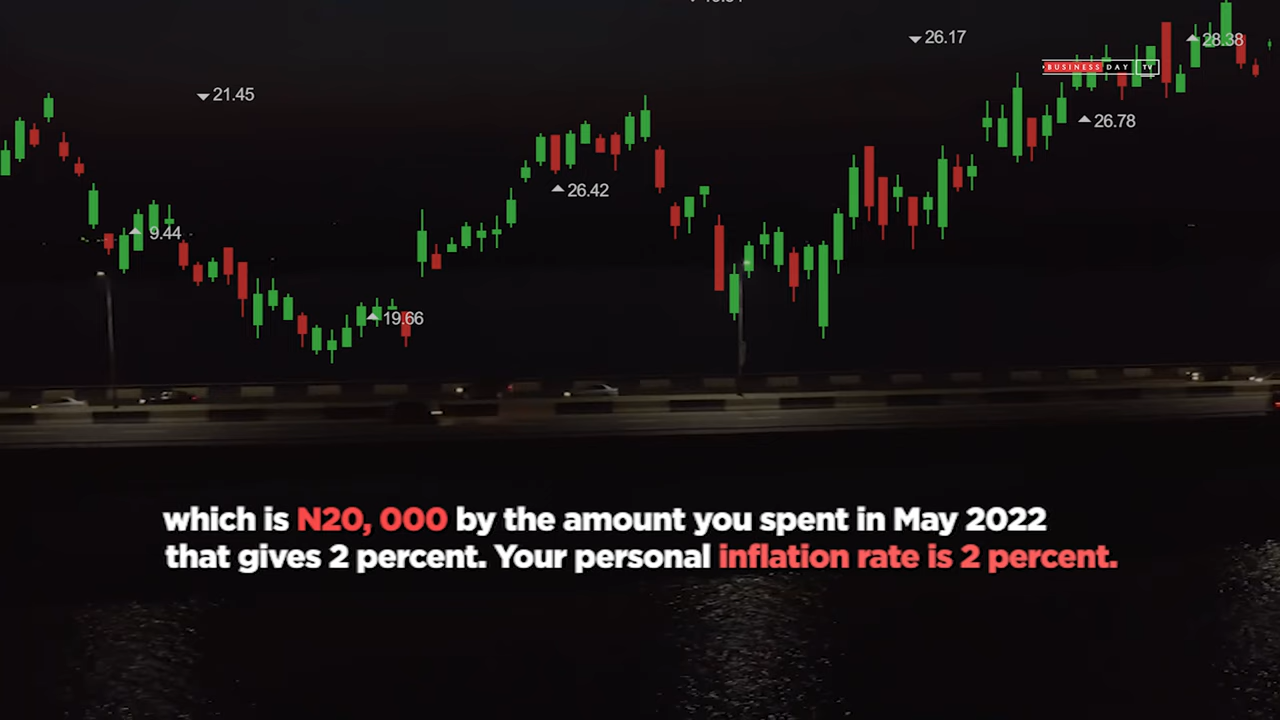 26.17
28.38
BUSINESS DAY TV
21.45
26.78
26.42
9.44
19.66
which is N20, 000 by the amount you spent in May 2022
that gives 2 percent. Your personal inflation rate is 2 percent.